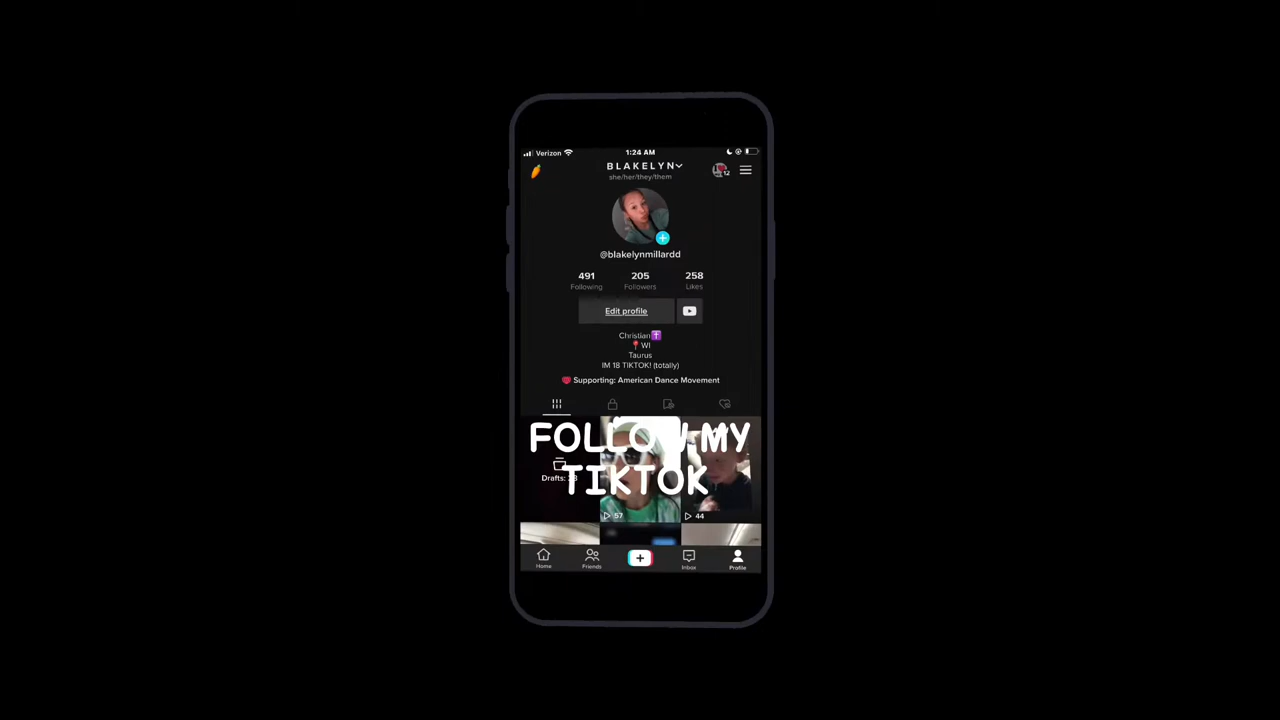 Verizon
1:24 AM
BLAKELYN
she/her/they/them
12
@blakelynmillardd
491 205 258
Following Followers Likes
Edit profile
Christian✝️
📍WI
Taurus
IM 18 TIKTOK! (totally)
Supporting: American Dance Movement
FOLLOW MY
TIKTOK
Drafts:
57 44
Home Friends Inbox Profile